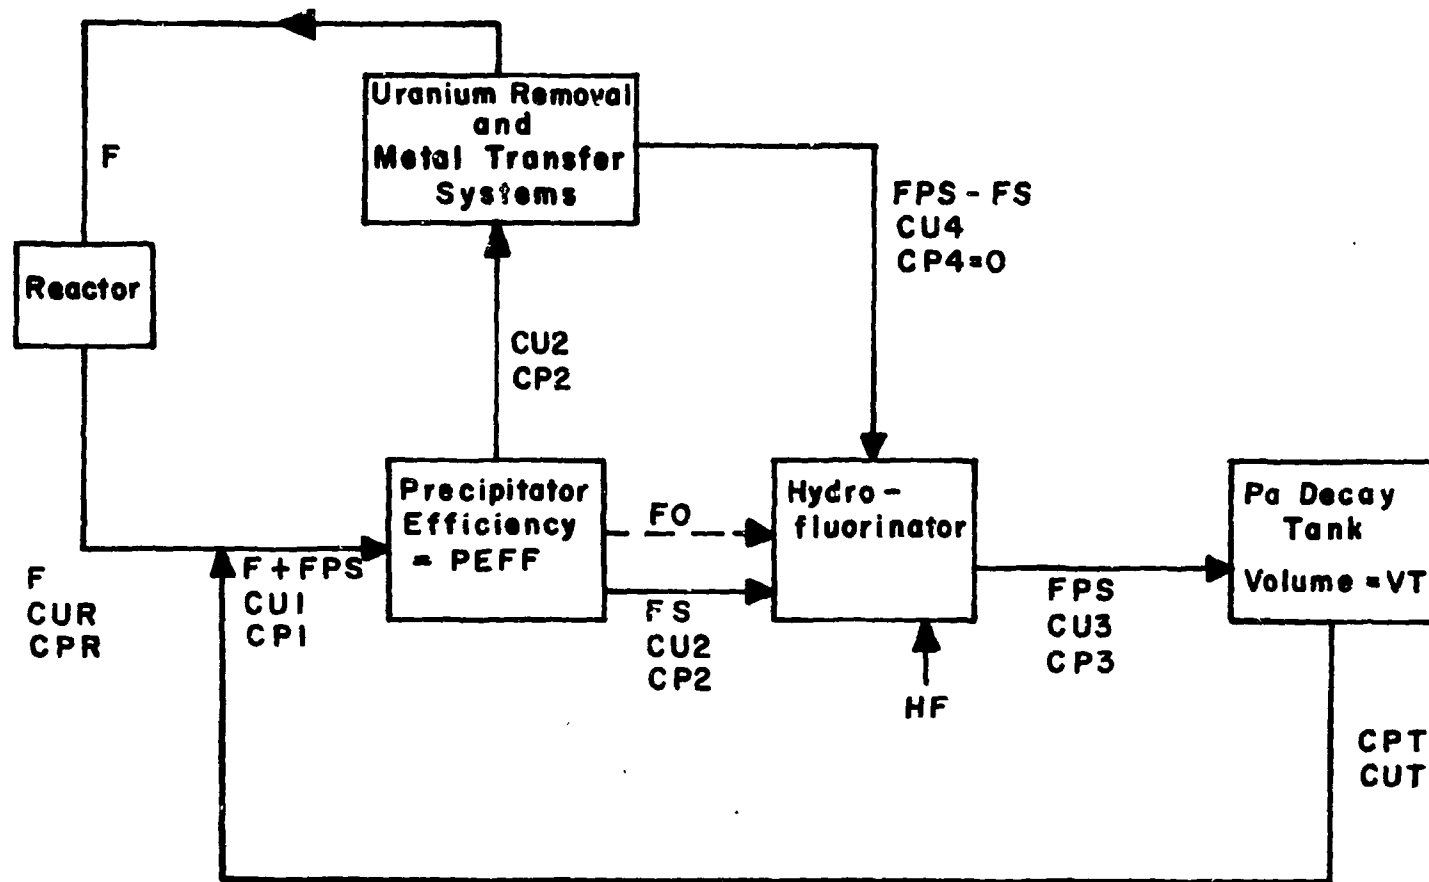 Uranium Removal
and
Metal Transfer
Systems
F
FPS - FS
CU4
CP4=0
Reactor
CU2
CP2
Precipitator
Efficiency
= PEFF
FO
Hydro-
fluorinator
Pa Decay
Tank
Volume = VT
F
CUR
CPR
F + FPS
CU1
CP1
FS
CU2
CP2
HF
FPS
CU3
CP3
CPT
CUT